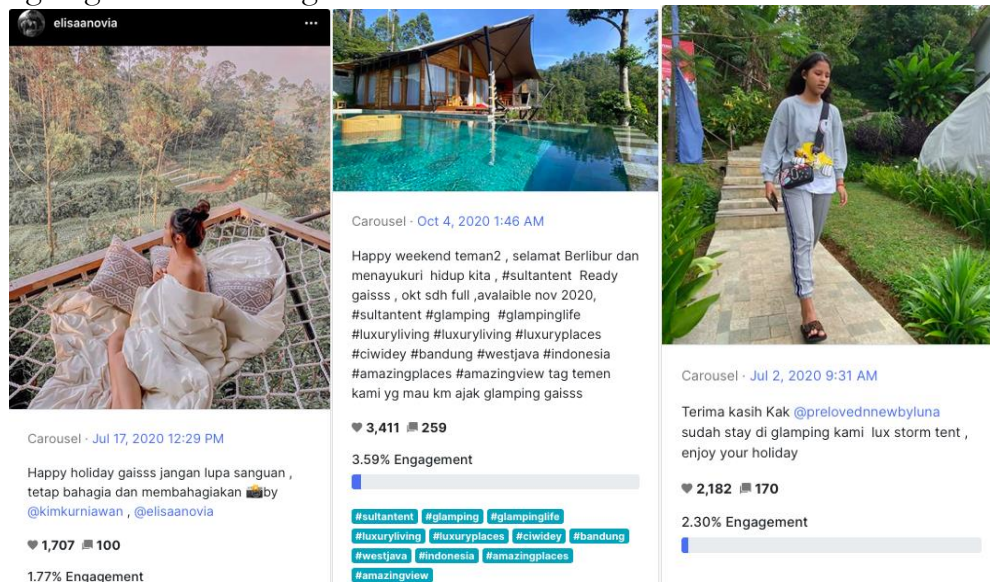 elisaanovia
Carousel · Jul 17, 2020 12:29 PM
Happy holiday gaisss jangan lupa sanguan ,
tetap bahagia dan membahagiakan 📸by
@kimkurniawan , @elisaanovia
1,707 100
1.77% Engagement
Carousel · Oct 4, 2020 1:46 AM
Happy weekend teman2 , selamat Berlibur dan
menayukuri hidup kita , #sultantent Ready
gaisss , okt sdh full ,avalaible nov 2020,
#sultantent #glamping #glampinglife
#luxuryliving #luxuryliving #luxuryplaces
#ciwidey #bandung #westjava #indonesia
#amazingplaces #amazingview tag temen
kami yg mau km ajak glamping gaisss
3,411 259
3.59% Engagement
#sultantent #glamping #glampinglife
#luxuryliving #luxuryplaces #ciwidey #bandung
#westjava #indonesia #amazingplaces
#amazingview
Carousel · Jul 2, 2020 9:31 AM
Terima kasih Kak @prelovednnewbyluna
sudah stay di glamping kami lux storm tent ,
enjoy your holiday
2,182 170
2.30% Engagement